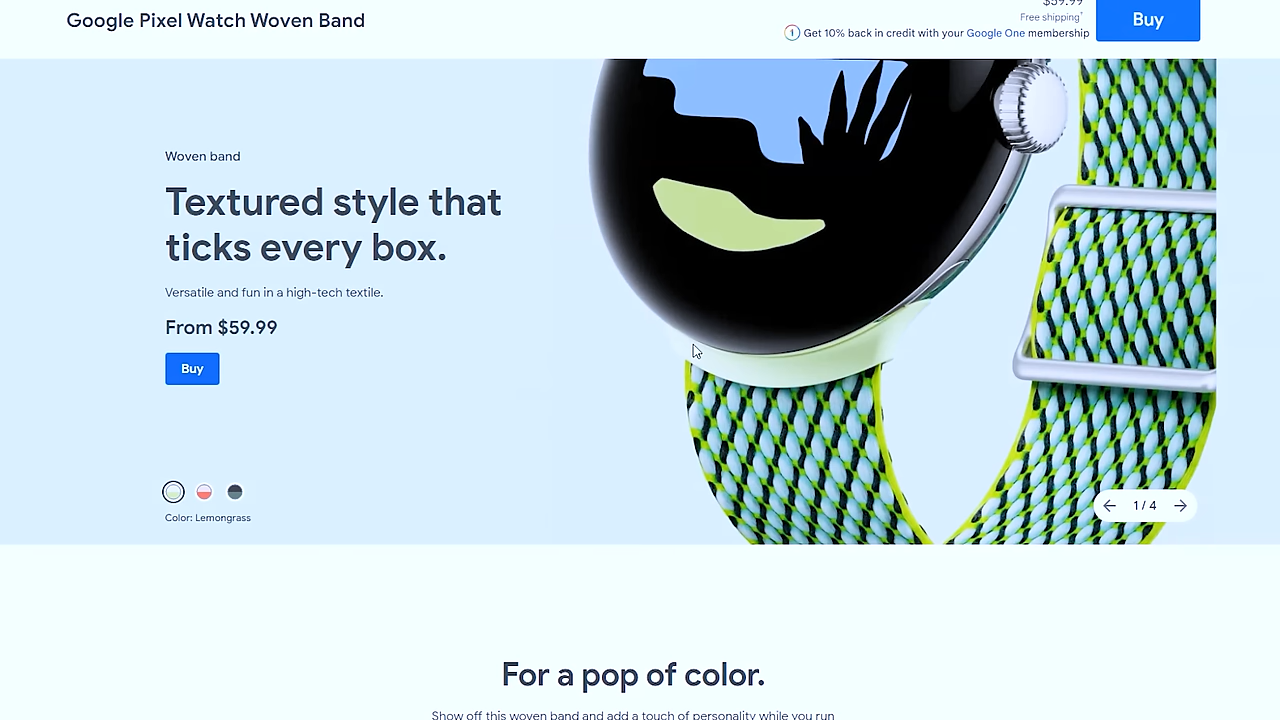 Google Pixel Watch Woven Band
$59.99
Free shipping
Get 10% back in credit with your Google One membership
Buy
Woven band
Textured style that
ticks every box.
Versatile and fun in a high-tech textile.
From $59.99
Buy
Color: Lemongrass
1 / 4
For a pop of color.
Show off this woven band and add a touch of personality while you run